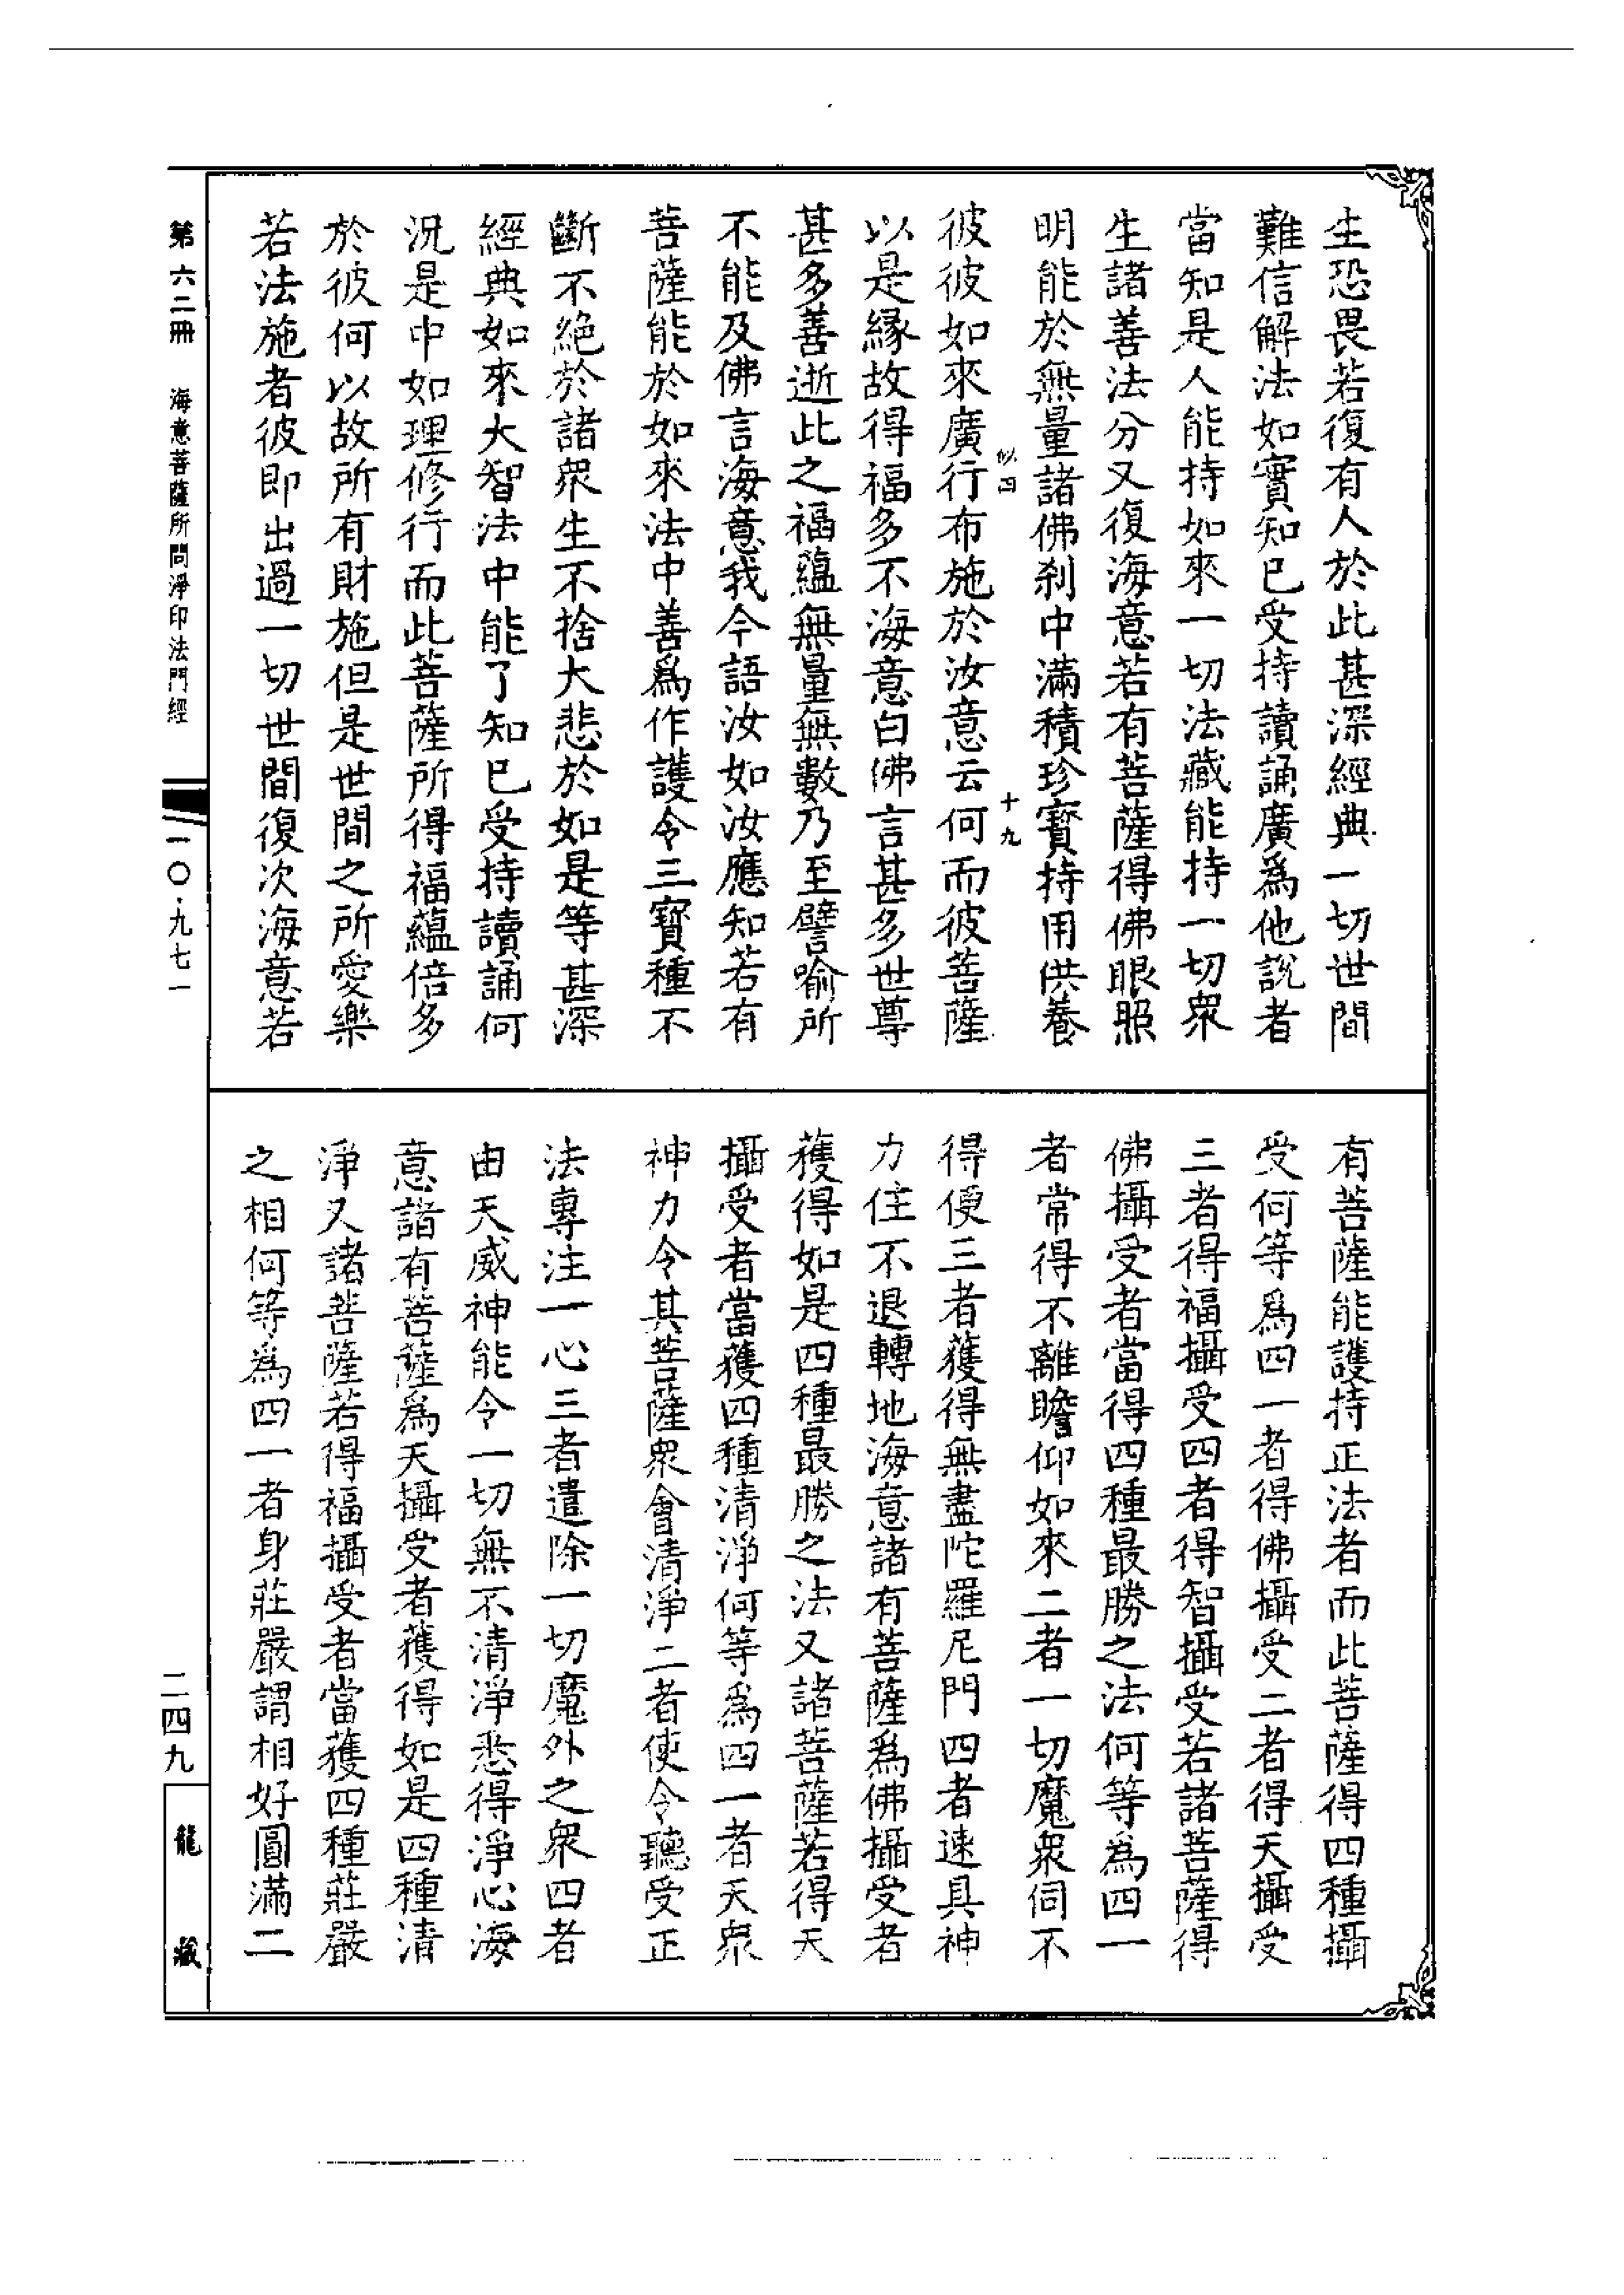 生恐畏若復有人於此甚深經典一切世間
難信解法如實知已受持讀誦廣爲他說者
當知是人能持如來一切法藏能持一切衆
生諸善法分又復海意若有菩薩得佛眼照
明能於無量諸佛刹中滿積珍寶持用供養
似四 十九
彼彼如來廣行布施於汝意云何而彼菩薩
以是縁故得福多不海意白佛言甚多世尊
甚多善逝此之福蘊無量無數乃至譬喻所
不能及佛言海意我今語汝如汝應知若有
菩薩能於如來法中善爲作護令三寶種不
斷不絶於諸衆生不捨大悲於如是等甚深
經典如來大智法中能了知已受持讀誦何
況是中如理修行而此菩薩所得福蘊倍多
於彼何以故所有財施但是世間之所愛樂
若法施者彼即出過一切世間復次海意若
有菩薩能護持正法者而此菩薩得四種攝
受何等爲四一者得佛攝受二者得天攝受
三者得福攝受四者得智攝受若諸菩薩得
佛攝受者當得四種最勝之法何等爲四一
者常得不離瞻仰如來二者一切魔衆伺不
得便三者獲得無盡陀羅尼門四者速具神
力住不退轉地海意諸有菩薩爲佛攝受者
獲得如是四種最勝之法又諸菩薩若得天
攝受者當獲四種清淨何等爲四一者天衆
神力令其菩薩衆會清淨二者使令聽受正
法專注一心三者遣除一切魔外之衆四者
由天威神能令一切無不清淨悉得淨心海
意諸有菩薩爲天攝受者獲得如是四種清
淨又諸菩薩若得福攝受者當獲四種莊嚴
之相何等爲四一者身莊嚴謂相好圓滿二
第六二冊 海意菩薩所問淨印法門經 一〇·九七一 二四九 龍藏